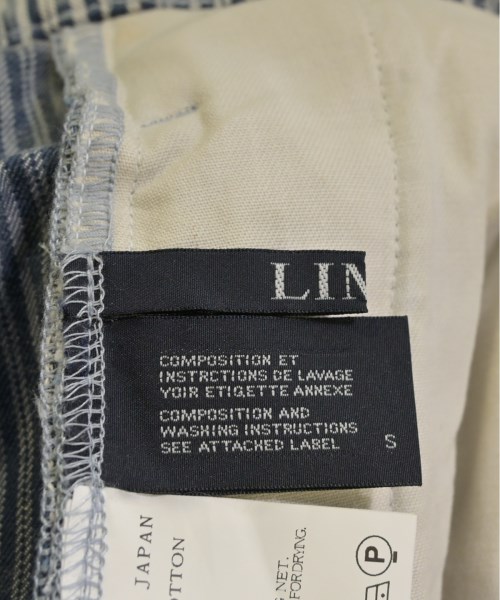 LIN
COMPOSITION ET
INSTRCTIONS DE LAVAGE
YOIR ETIGETTE ANNEXE
COMPOSITION AND
WASHING INSTRUCTIONS
SEE ATTACHED LABEL
S
JAPAN
OTTON
G NET.
FOR DRYING.
P